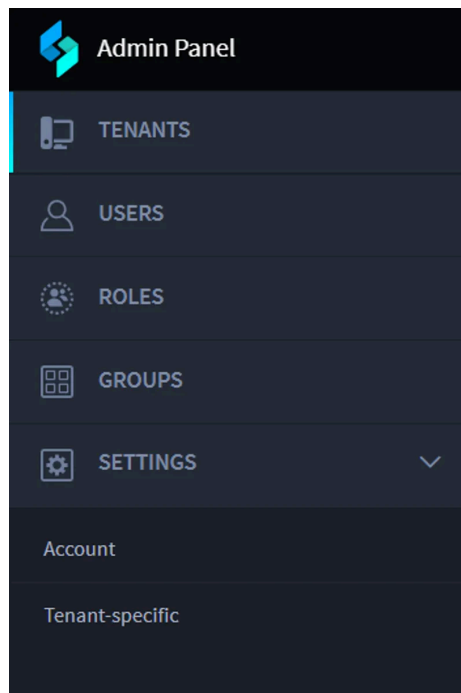 Admin Panel
TENANTS
USERS
ROLES
GROUPS
SETTINGS
Account
Tenant-specific